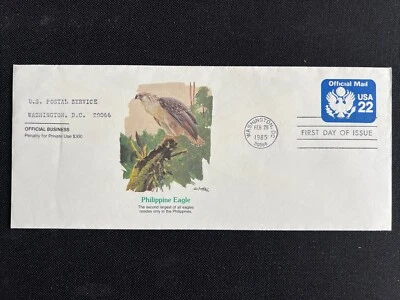 U.S. POSTAL SERVICE
WASHINGTON, D.C. 20066
OFFICIAL BUSINESS
Penalty for Private Use $300
Philippine Eagle
The second largest of all eagles
resides only in the Philippines
WASHINGTON, DC
FEB
1985
FIRST DAY OF ISSUE
Official Mail
USA
22